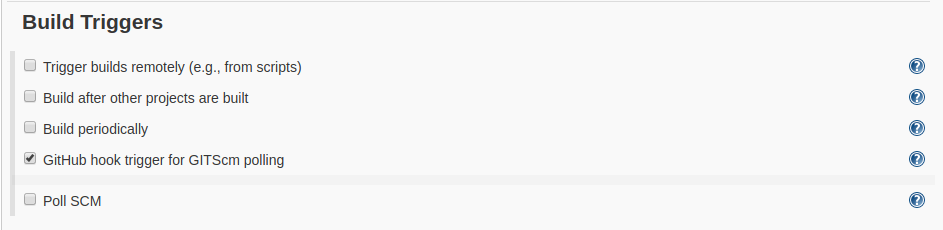 Build Triggers
Trigger builds remotely (e.g., from scripts)
?
Build after other projects are built
?
Build periodically
?
GitHub hook trigger for GITScm polling
?
Poll SCM
?